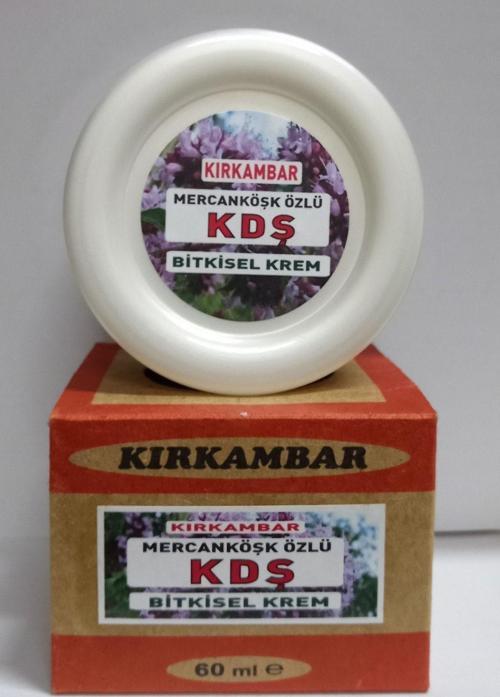 KIRKAMBAR
MERCANKÖŞK ÖZLÜ
KDŞ
BİTKİSEL KREM
KIRKAMBAR
KIRKAMBAR
MERCANKÖŞK ÖZLÜ
KDŞ
BİTKİSEL KREM
60 ml ℮